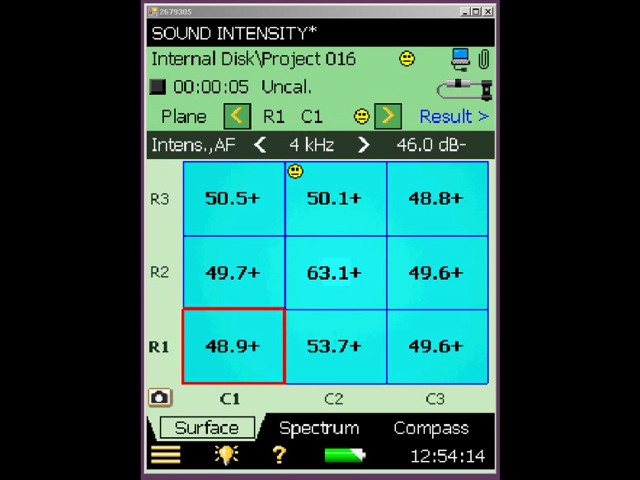 2679305
SOUND INTENSITY*
Internal Disk\Project 016
00:00:05 Uncal.
Plane < R1 C1 > Result >
Intens.,AF < 4 kHz > 46.0 dB-
R3 50.5+ 50.1+ 48.8+
R2 49.7+ 63.1+ 49.6+
R1 48.9+ 53.7+ 49.6+
C1 C2 C3
Surface Spectrum Compass
? 12:54:14